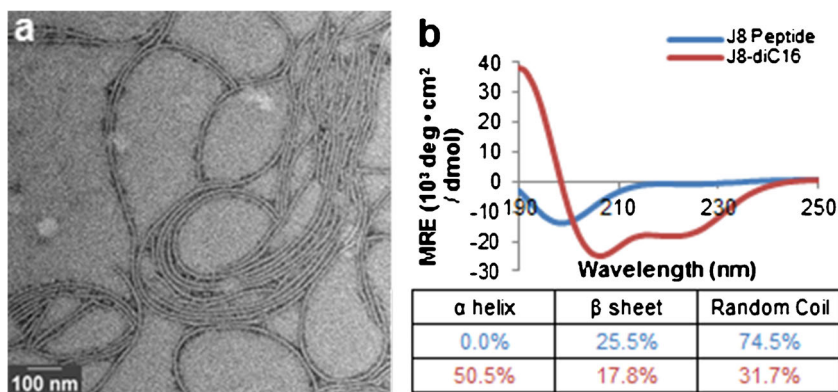 a
100 nm
b
J8 Peptide
J8-diC16
MRE (10³ deg • cm²
/ dmol)
40
30
20
10
0
-10
-20
-30
190
210
230
250
Wavelength (nm)
α helix β sheet Random Coil
0.0% 25.5% 74.5%
50.5% 17.8% 31.7%